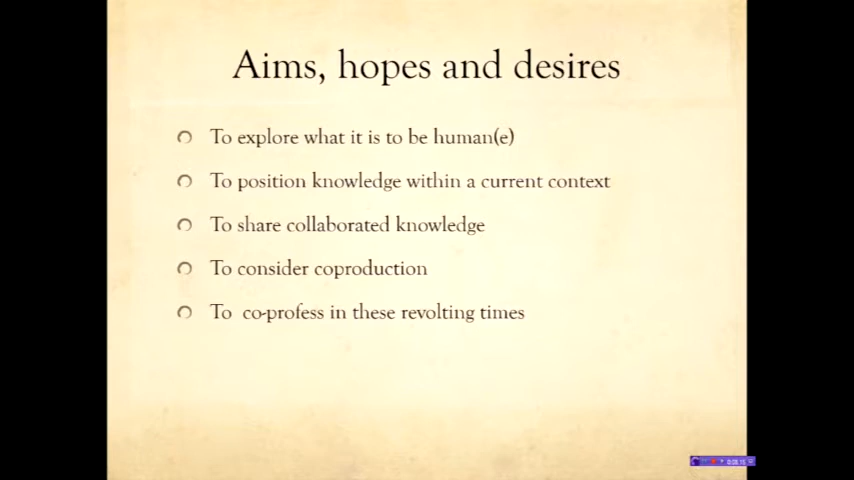 Aims, hopes and desires
To explore what it is to be human(e)
To position knowledge within a current context
To share collaborated knowledge
To consider coproduction
To co-profess in these revolting times